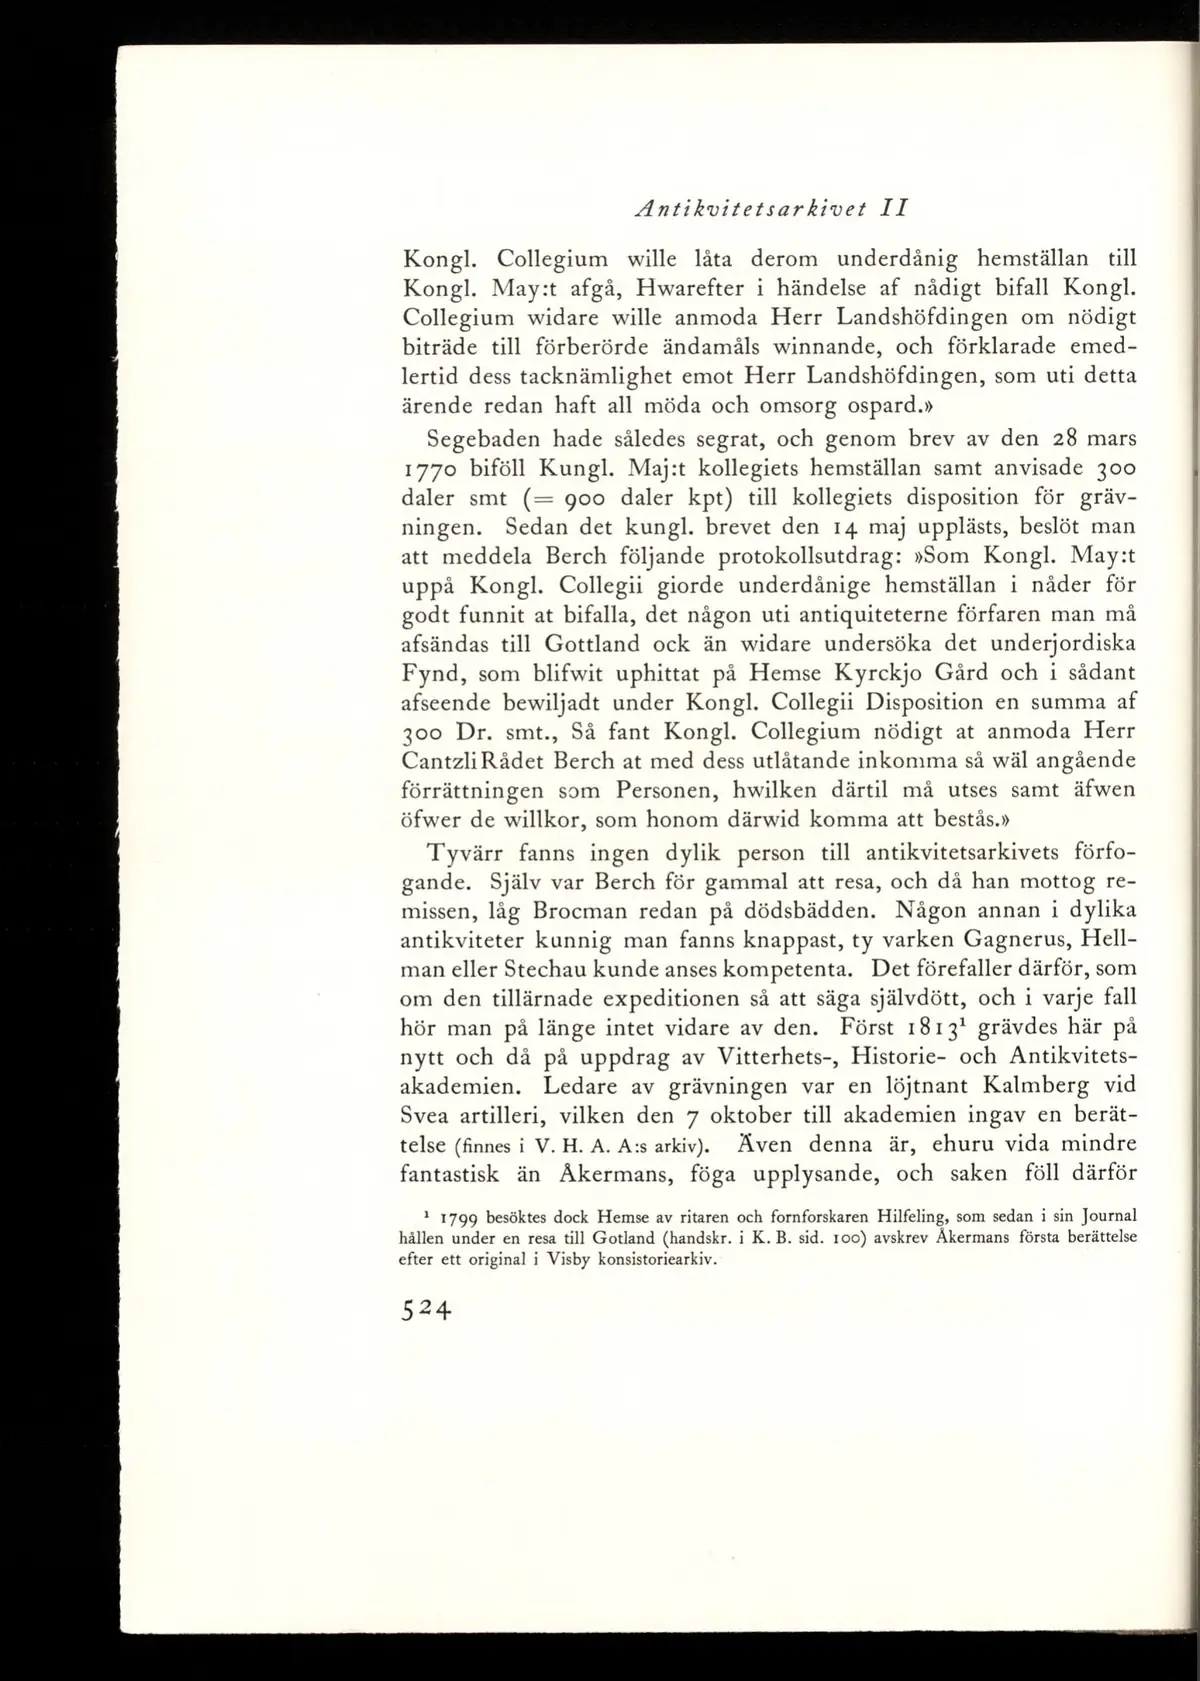 Antikvitetsarkivet II
Kongl. Collegium wille låta derom underdånig hemställan till
Kongl. May:t afgå, Hwarefter i händelse af nådigt bifall Kongl.
Collegium widare wille anmoda Herr Landshöfdingen om nödigt
biträde till förberörde ändamåls winnande, och förklarade emed-
lertid dess tacknämlighet emot Herr Landshöfdingen, som uti detta
ärende redan haft all möda och omsorg ospard.»
Segebaden hade således segrat, och genom brev av den 28 mars
1770 biföll Kungl. Maj:t kollegiets hemställan samt anvisade 300
daler smt (= 900 daler kpt) till kollegiets disposition för gräv-
ningen. Sedan det kungl. brevet den 14 maj upplästs, beslöt man
att meddela Berch följande protokollsutdrag: »Som Kongl. May:t
uppå Kongl. Collegii giorde underdånige hemställan i nåder för
godt funnit at bifalla, det någon uti antiquiteterne förfaren man må
afsändas till Gottland ock än widare undersöka det underjordiska
Fynd, som blifwit uphittat på Hemse Kyrckjo Gård och i sådant
afseende bewiljadt under Kongl. Collegii Disposition en summa af
300 Dr. smt., Så fant Kongl. Collegium nödigt at anmoda Herr
CantzliRådet Berch at med dess utlåtande inkomma så wäl angående
förrättningen som Personen, hwilken därtil må utses samt äfwen
öfwer de willkor, som honom därwid komma att bestås.»
Tyvärr fanns ingen dylik person till antikvitetsarkivets förfo-
gande. Själv var Berch för gammal att resa, och då han mottog re-
missen, låg Brocman redan på dödsbädden. Någon annan i dylika
antikviteter kunnig man fanns knappast, ty varken Gagnerus, Hell-
man eller Stechau kunde anses kompetenta. Det förefaller därför, som
om den tillärnade expeditionen så att säga självdött, och i varje fall
hör man på länge intet vidare av den. Först 1813¹ grävdes här på
nytt och då på uppdrag av Vitterhets-, Historie- och Antikvitets-
akademien. Ledare av grävningen var en löjtnant Kalmberg vid
Svea artilleri, vilken den 7 oktober till akademien ingav en berät-
telse (finnes i V. H. A. A:s arkiv). Även denna är, ehuru vida mindre
fantastisk än Åkermans, föga upplysande, och saken föll därför
¹ 1799 besöktes dock Hemse av ritaren och fornforskaren Hilfeling, som sedan i sin Journal
hållen under en resa till Gotland (handskr. i K. B. sid. 100) avskrev Åkermans första berättelse
efter ett original i Visby konsistoriearkiv.
524